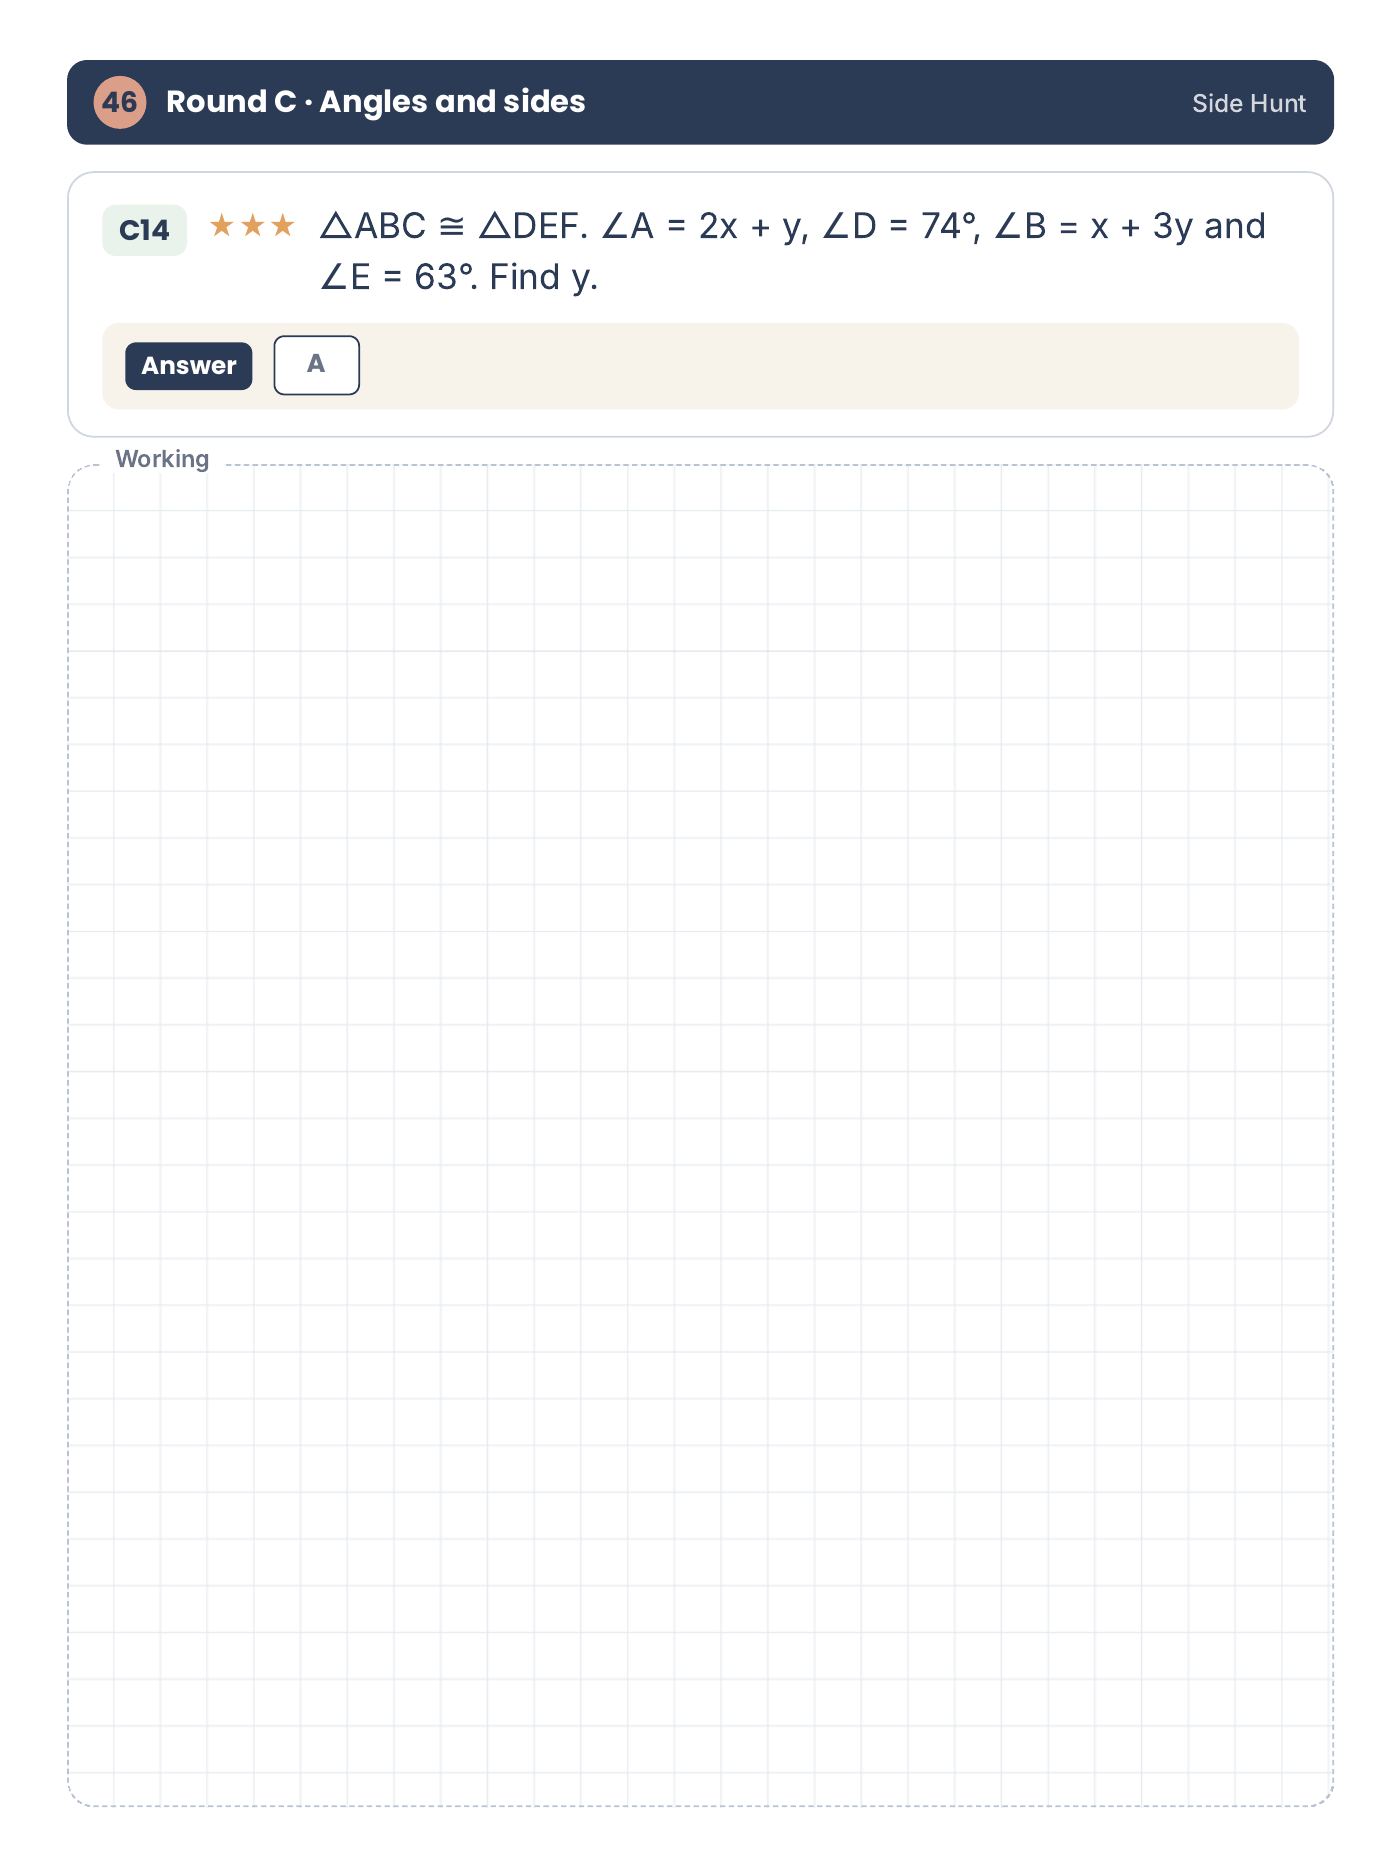 46 Round C · Angles and sides Side Hunt
C14 ★★★ △ABC ≅ △DEF. ∠A = 2x + y, ∠D = 74°, ∠B = x + 3y and
∠E = 63°. Find y.
Answer A
Working